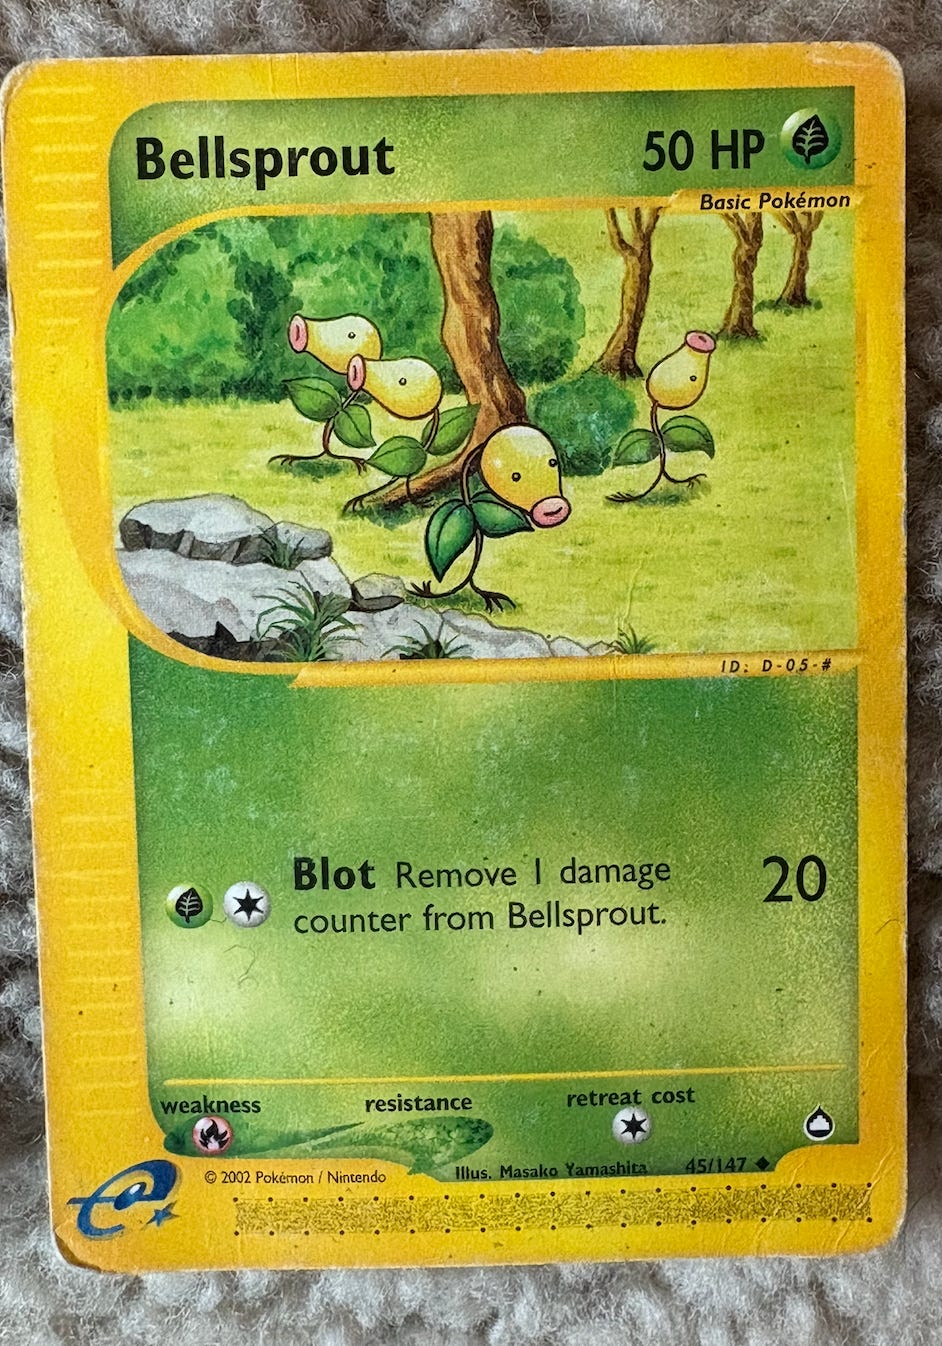 Bellsprout 50 HP
Basic Pokémon
ID: D-05-#
Blot Remove 1 damage 20
counter from Bellsprout.
weakness resistance retreat cost
© 2002 Pokémon / Nintendo Illus. Masako Yamashita 45/147